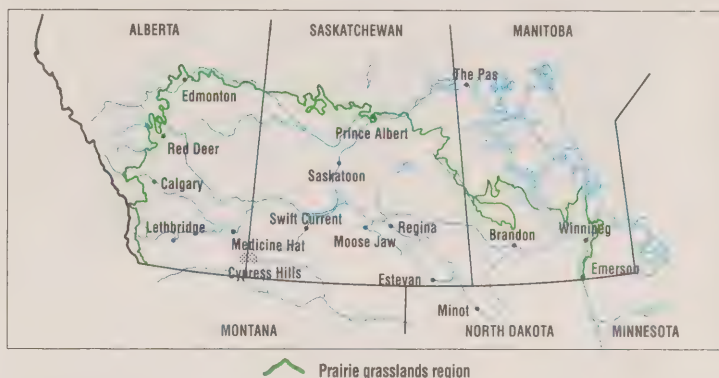 ALBERTA SASKATCHEWAN MANITOBA
The Pas
Edmonton
Prince Albert
Red Deer
Saskatoon
Calgary
Swift Current
Lethbridge Regina Winnipeg
Medicine Hat Moose Jaw Brandon
Cypress Hills Estevan Emerson
Minot
MONTANA NORTH DAKOTA MINNESOTA
Prairie grasslands region